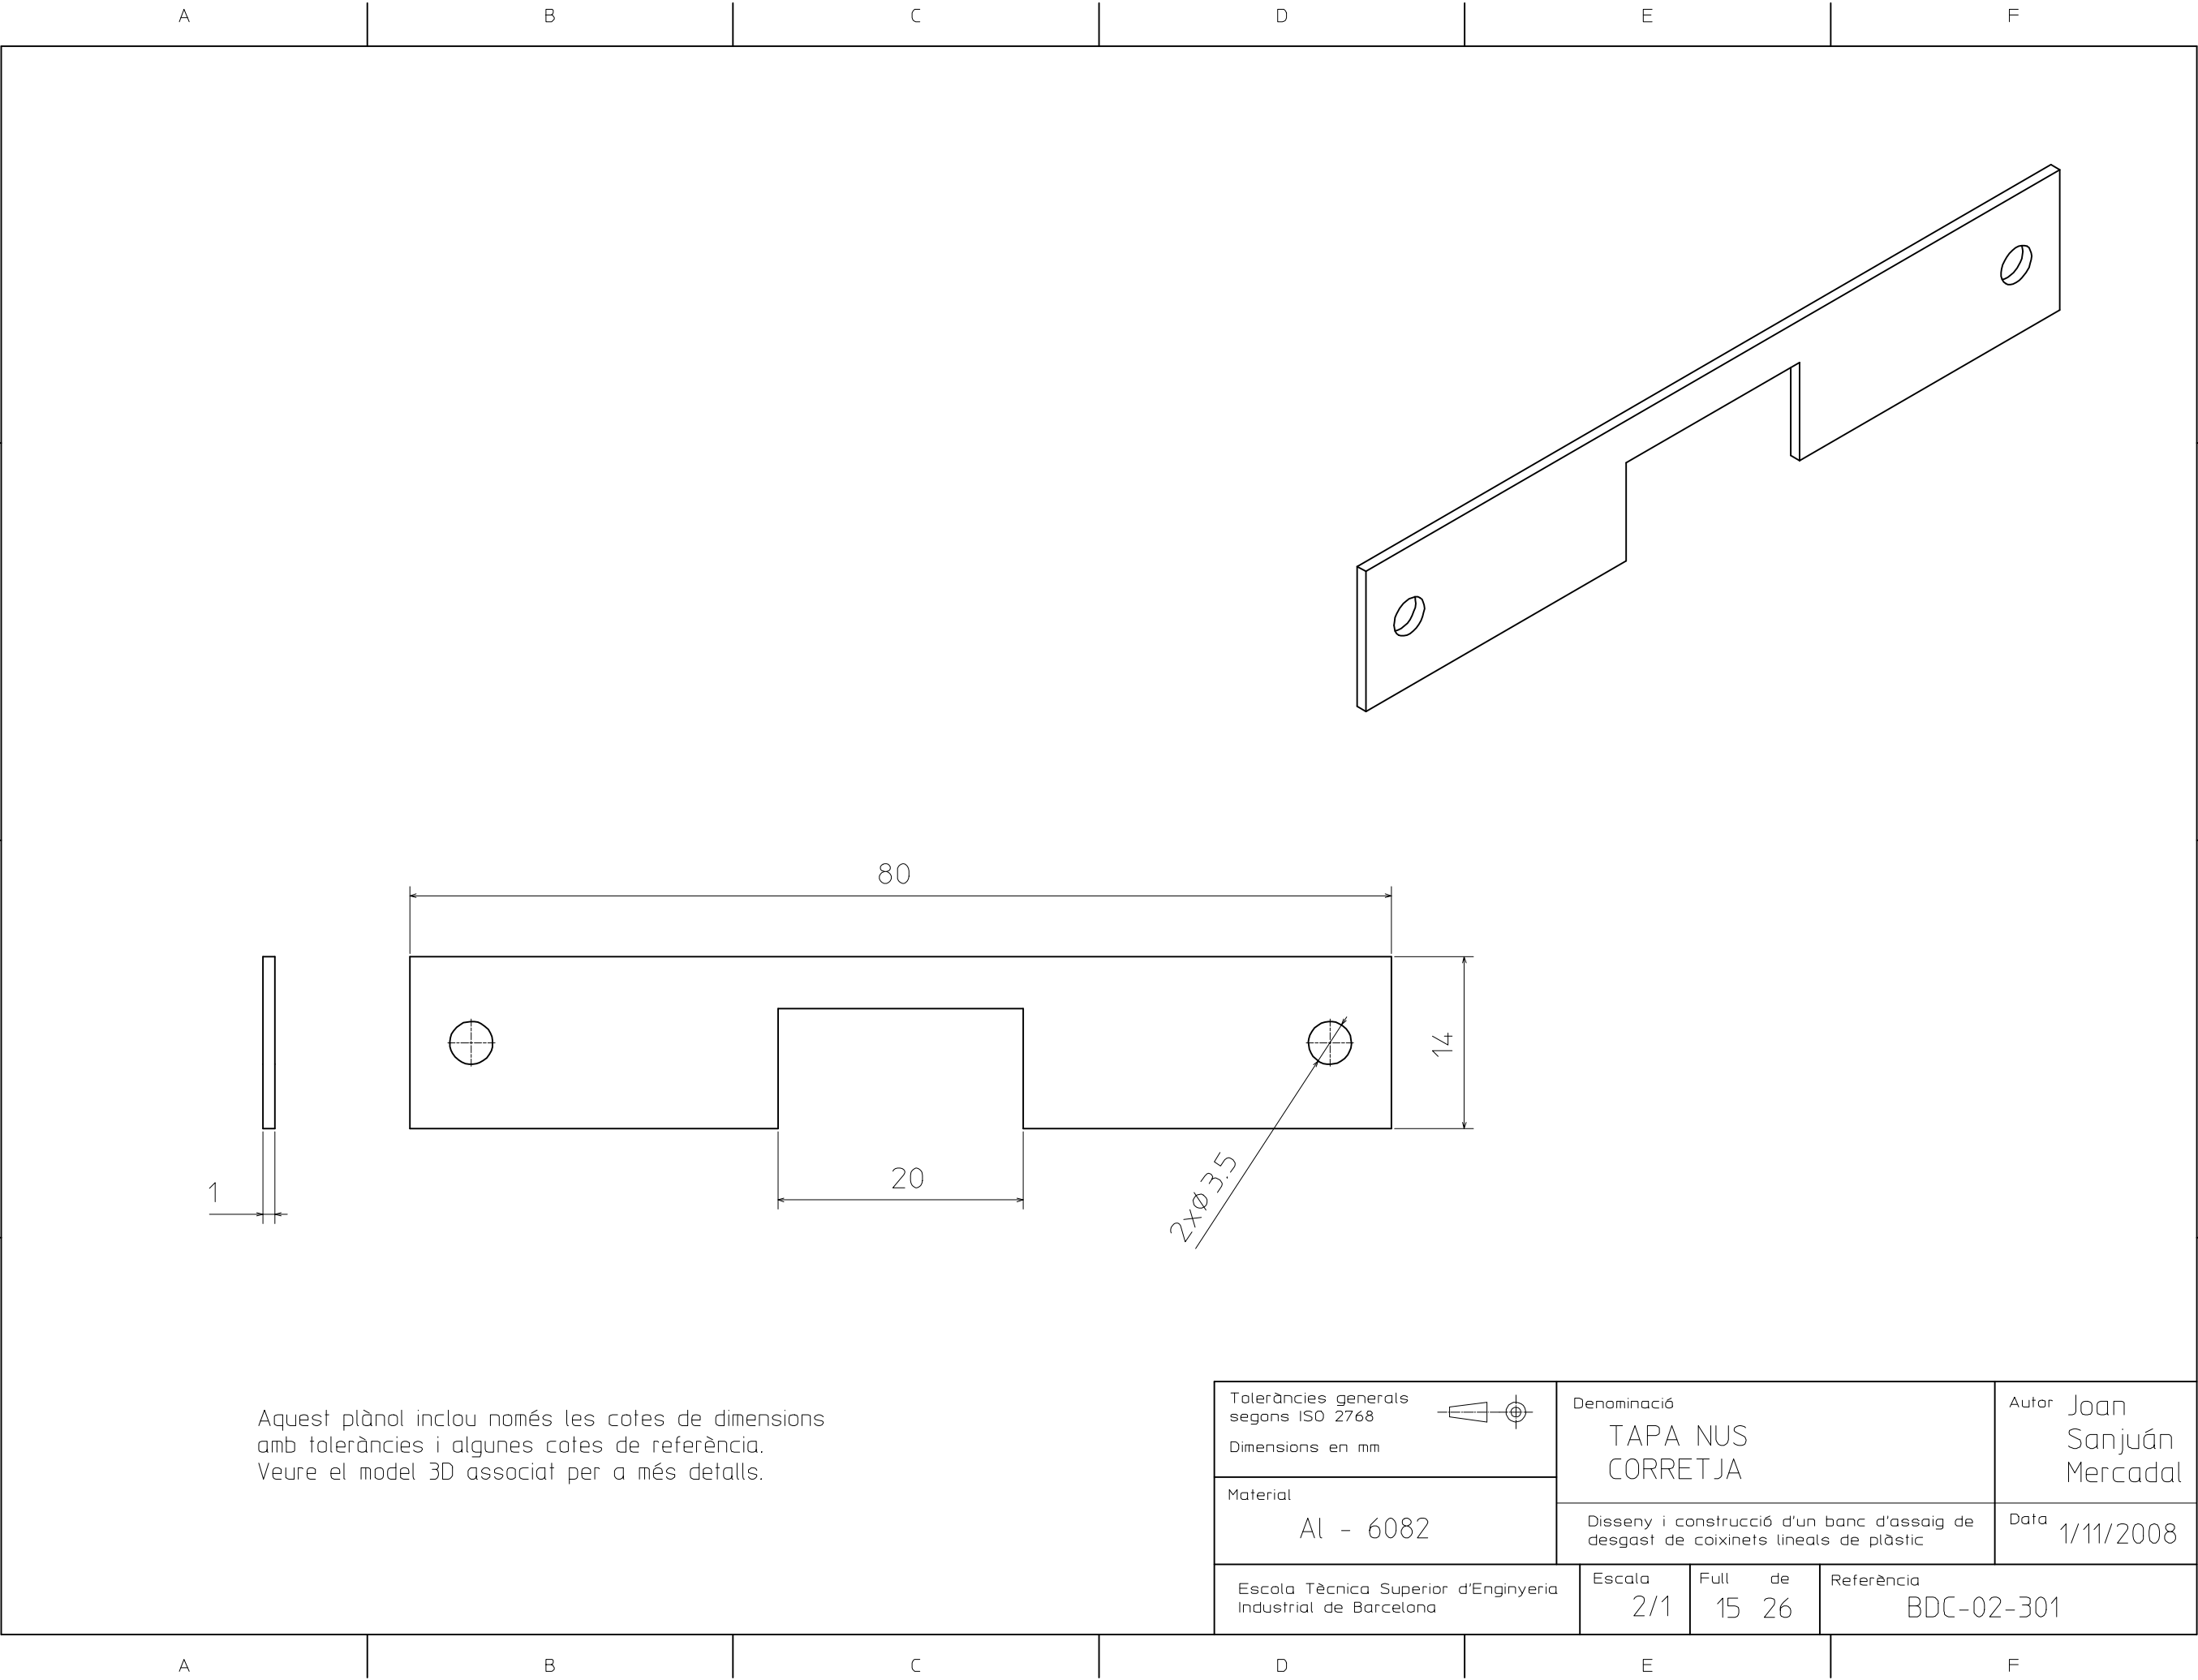 A B C D E F
80
14
20
1
2xϕ3.5
Aquest plànol inclou només les cotes de dimensions
amb toleràncies i algunes cotes de referència.
Veure el model 3D associat per a més detalls.
Toleràncies generals
segons ISO 2768
Dimensions en mm
Material
Al - 6082
Denominació
TAPA NUS
CORRETJA
Disseny i construcció d'un banc d'assaig de
desgast de coixinets lineals de plàstic
Autor Joan
Sanjuán
Mercadal
Data 1/11/2008
Escola Tècnica Superior d'Enginyeria
Industrial de Barcelona
Escala
2/1
Full de
15 26
Referència
BDC-02-301
A B C D E F